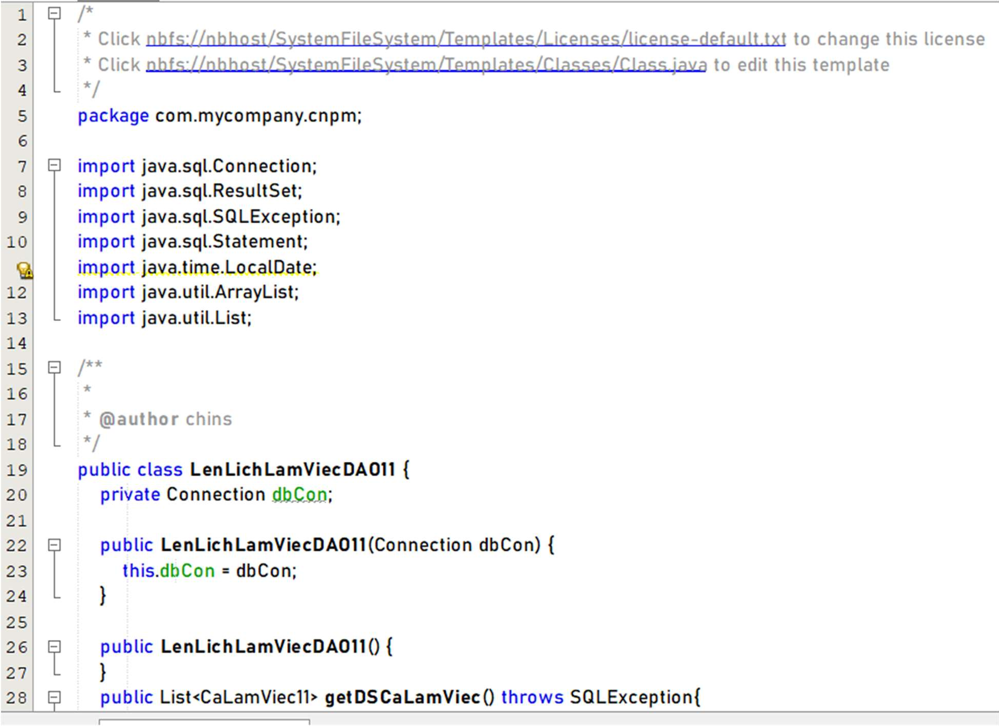 1 /*
2 * Click nbfs://nbhost/SystemFileSystem/Templates/Licenses/license-default.txt to change this license
3 * Click nbfs://nbhost/SystemFileSystem/Templates/Classes/Class.java to edit this template
4 */
5 package com.mycompany.cnpm;
6
7 import java.sql.Connection;
8 import java.sql.ResultSet;
9 import java.sql.SQLException;
10 import java.sql.Statement;
import java.time.LocalDate;
12 import java.util.ArrayList;
13 import java.util.List;
14
15 /**
16 *
17 * @author chins
18 */
19 public class LenLichLamViecDAO11 {
20 private Connection dbCon;
21
22 public LenLichLamViecDAO11(Connection dbCon) {
23 this.dbCon = dbCon;
24 }
25
26 public LenLichLamViecDAO11() {
27 }
28 public List<CaLamViec11> getDSCaLamViec() throws SQLException{